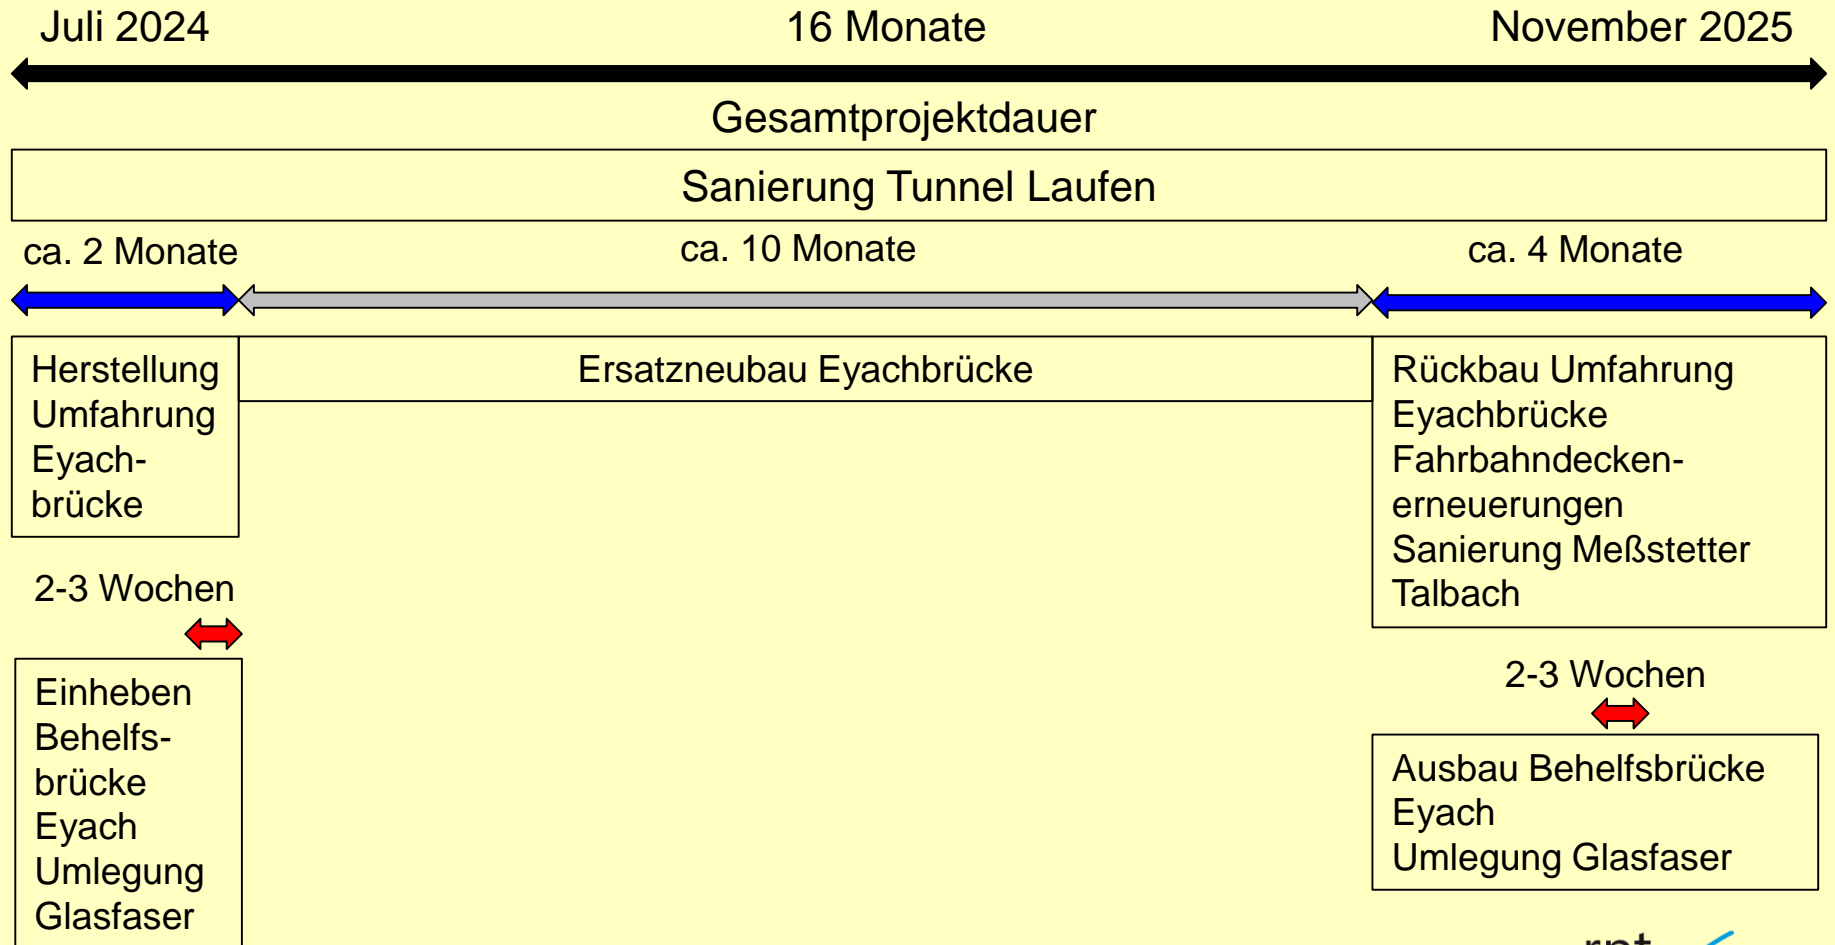 Juli 2024
16 Monate
November 2025
Gesamtprojektdauer
Sanierung Tunnel Laufen
ca. 2 Monate
ca. 10 Monate
ca. 4 Monate
Herstellung
Umfahrung
Eyach-
brücke
Ersatzneubau Eyachbrücke
Rückbau Umfahrung
Eyachbrücke
Fahrbahndecken-
erneuerungen
Sanierung Meßstetter
Talbach
2-3 Wochen
Einheben
Behelfs-
brücke
Eyach
Umlegung
Glasfaser
2-3 Wochen
Ausbau Behelfsbrücke
Eyach
Umlegung Glasfaser